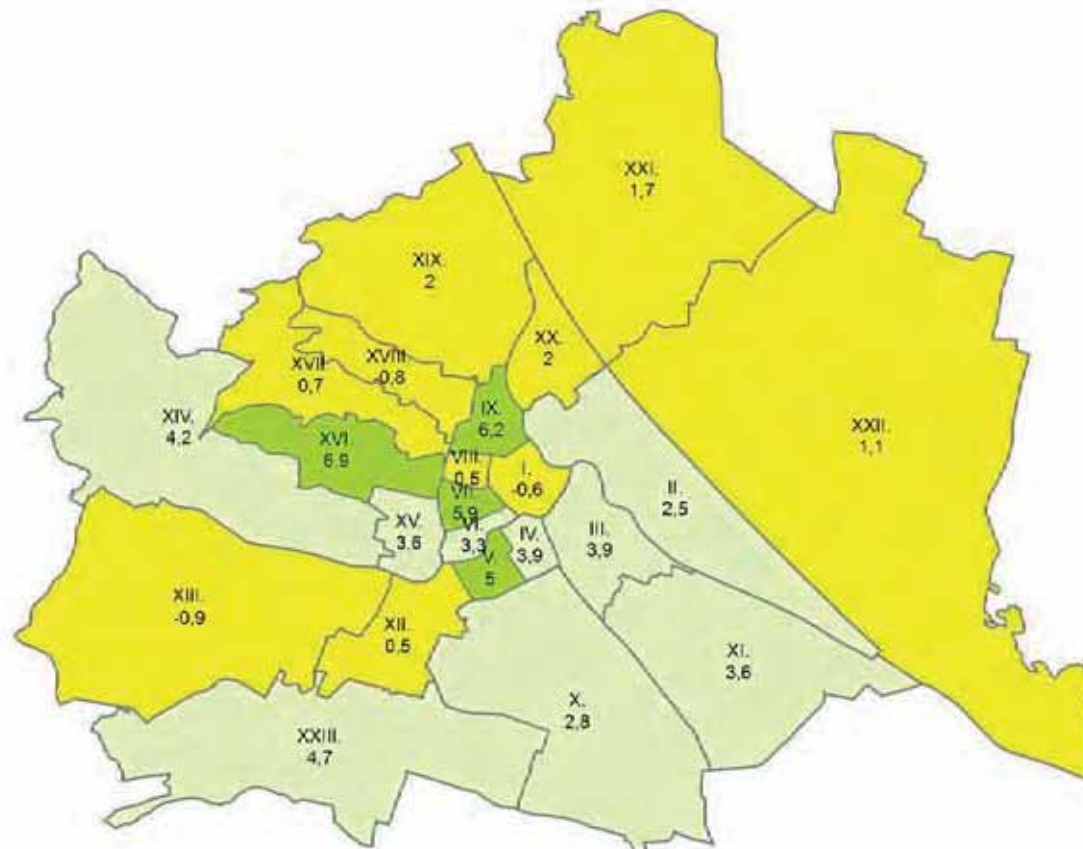 XXI.
1,7
XIX.
2
XX.
2
XVIII.
-0,8
XVII.
0,7
IX.
6,2
XIV.
4,2
XVI.
6,9
XXII.
1,1
VIII.
0,5
I.
-0,6
II.
2,5
VII.
5,9
XV.
3,6
VI.
3,3
IV.
3,9
III.
3,9
V.
5
XIII.
-0,9
XII.
0,5
XI.
3,6
X.
2,8
XXIII.
4,7